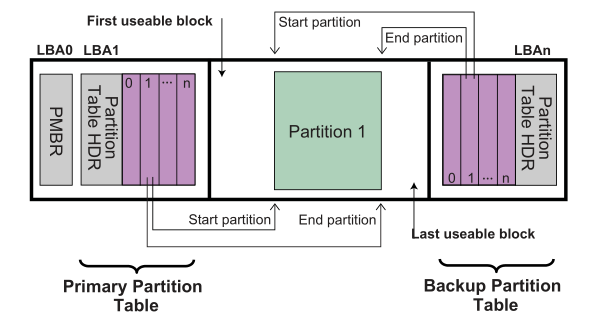 First useable block
Start partition
End partition
LBA0
LBA1
LBAn
PMBR
Partition
Table HDR
0 1 ··· n
Partition 1
0 1 ··· n
Partition
Table HDR
Start partition
End partition
Last useable block
Primary Partition
Table
Backup Partition
Table